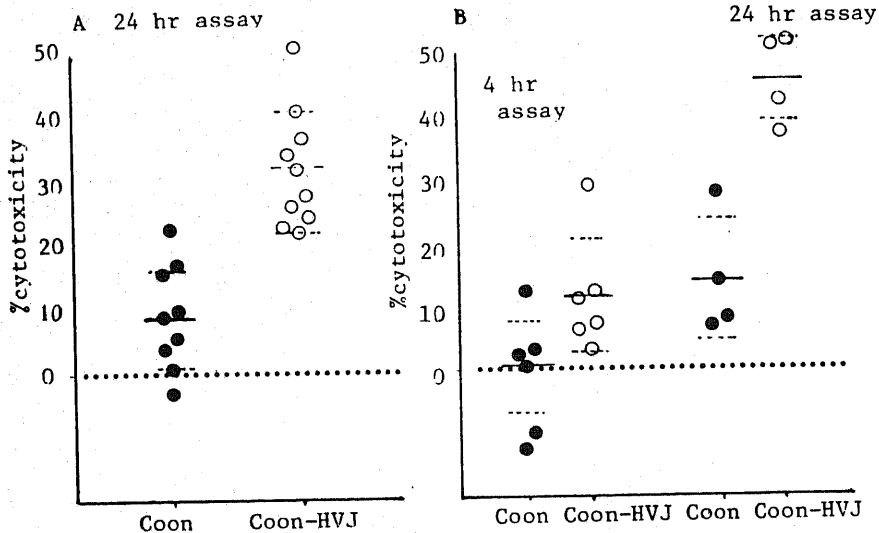 A 24 hr assay
50
40
30
20
10
0
%cytotoxicity
Coon Coon-HVJ
B
24 hr assay
4 hr
assay
50
40
30
20
10
0
%cytotoxicity
Coon Coon-HVJ Coon Coon-HVJ